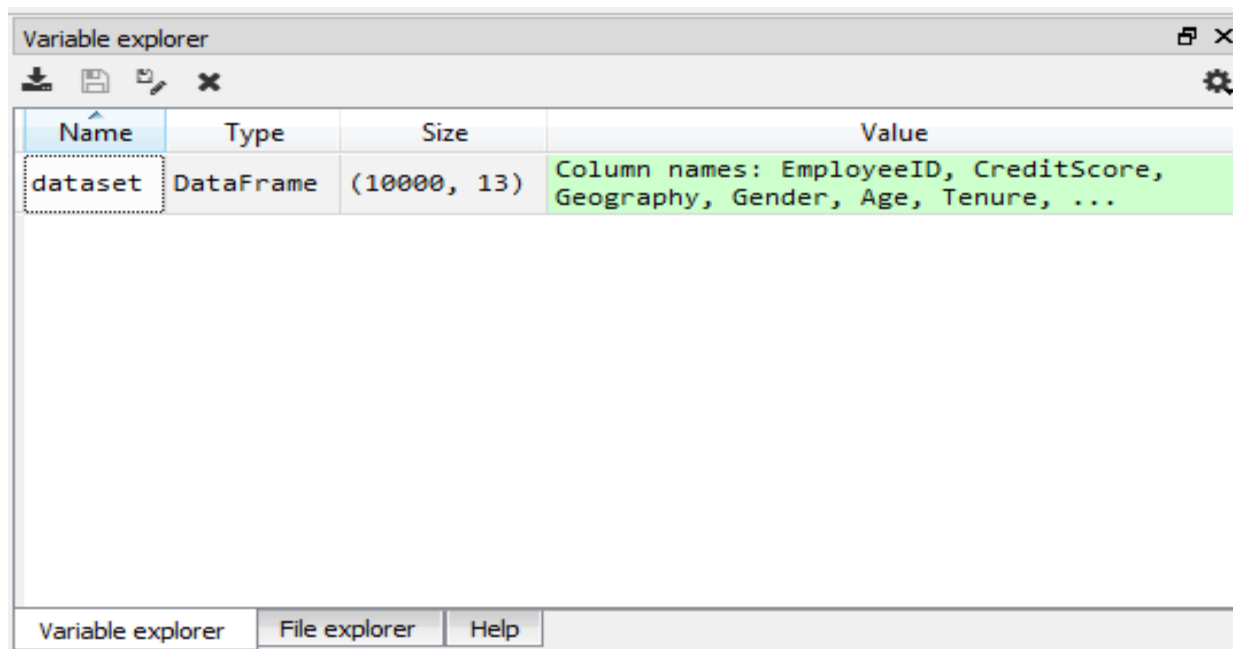 Variable explorer
Name Type Size Value
dataset DataFrame (10000, 13) Column names: EmployeeID, CreditScore,
Geography, Gender, Age, Tenure, ...
Variable explorer File explorer Help